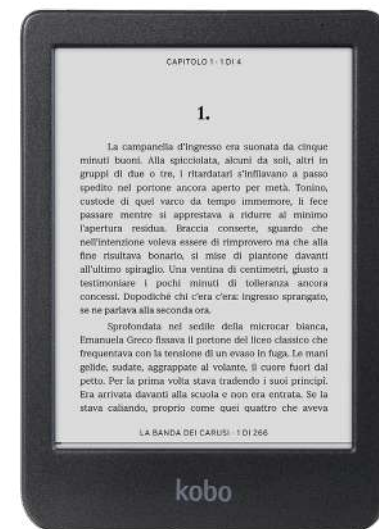 CAPITOLO 1 · 1 DI 4
1.
La campanella d'ingresso era suonata da cinque
minuti buoni. Alla spicciolata, alcuni da soli, altri in
gruppi di due o tre, i ritardatari s'infilavano a passo
spedito nel portone ancora aperto per metà. Tonino,
custode di quel varco da tempo immemore, li fece
passare mentre si apprestava a ridurre al minimo
l'apertura residua. Braccia conserte, sguardo che
nell'intenzione voleva essere di rimprovero ma che alla
fine risultava bonario, si mise di piantone davanti
all'ultimo spiraglio. Una ventina di centimetri, giusto a
testimoniare i pochi minuti di tolleranza ancora
concessi. Dopodiché chi c'era c'era: ingresso sprangato,
se ne parlava alla seconda ora.
Sprofondata nel sedile della microcar bianca,
Emanuela Greco fissava il portone del liceo classico che
frequentava con la tensione di un evaso in fuga. Le mani
gelide, sudate, aggrappate al volante, il cuore fuori dal
petto. Per la prima volta stava tradendo i suoi principî.
Era arrivata davanti alla scuola e non era entrata. Se la
stava caliando, proprio come quei quattro che aveva
LA BANDA DEI CARUSI · 1 DI 266
kobo